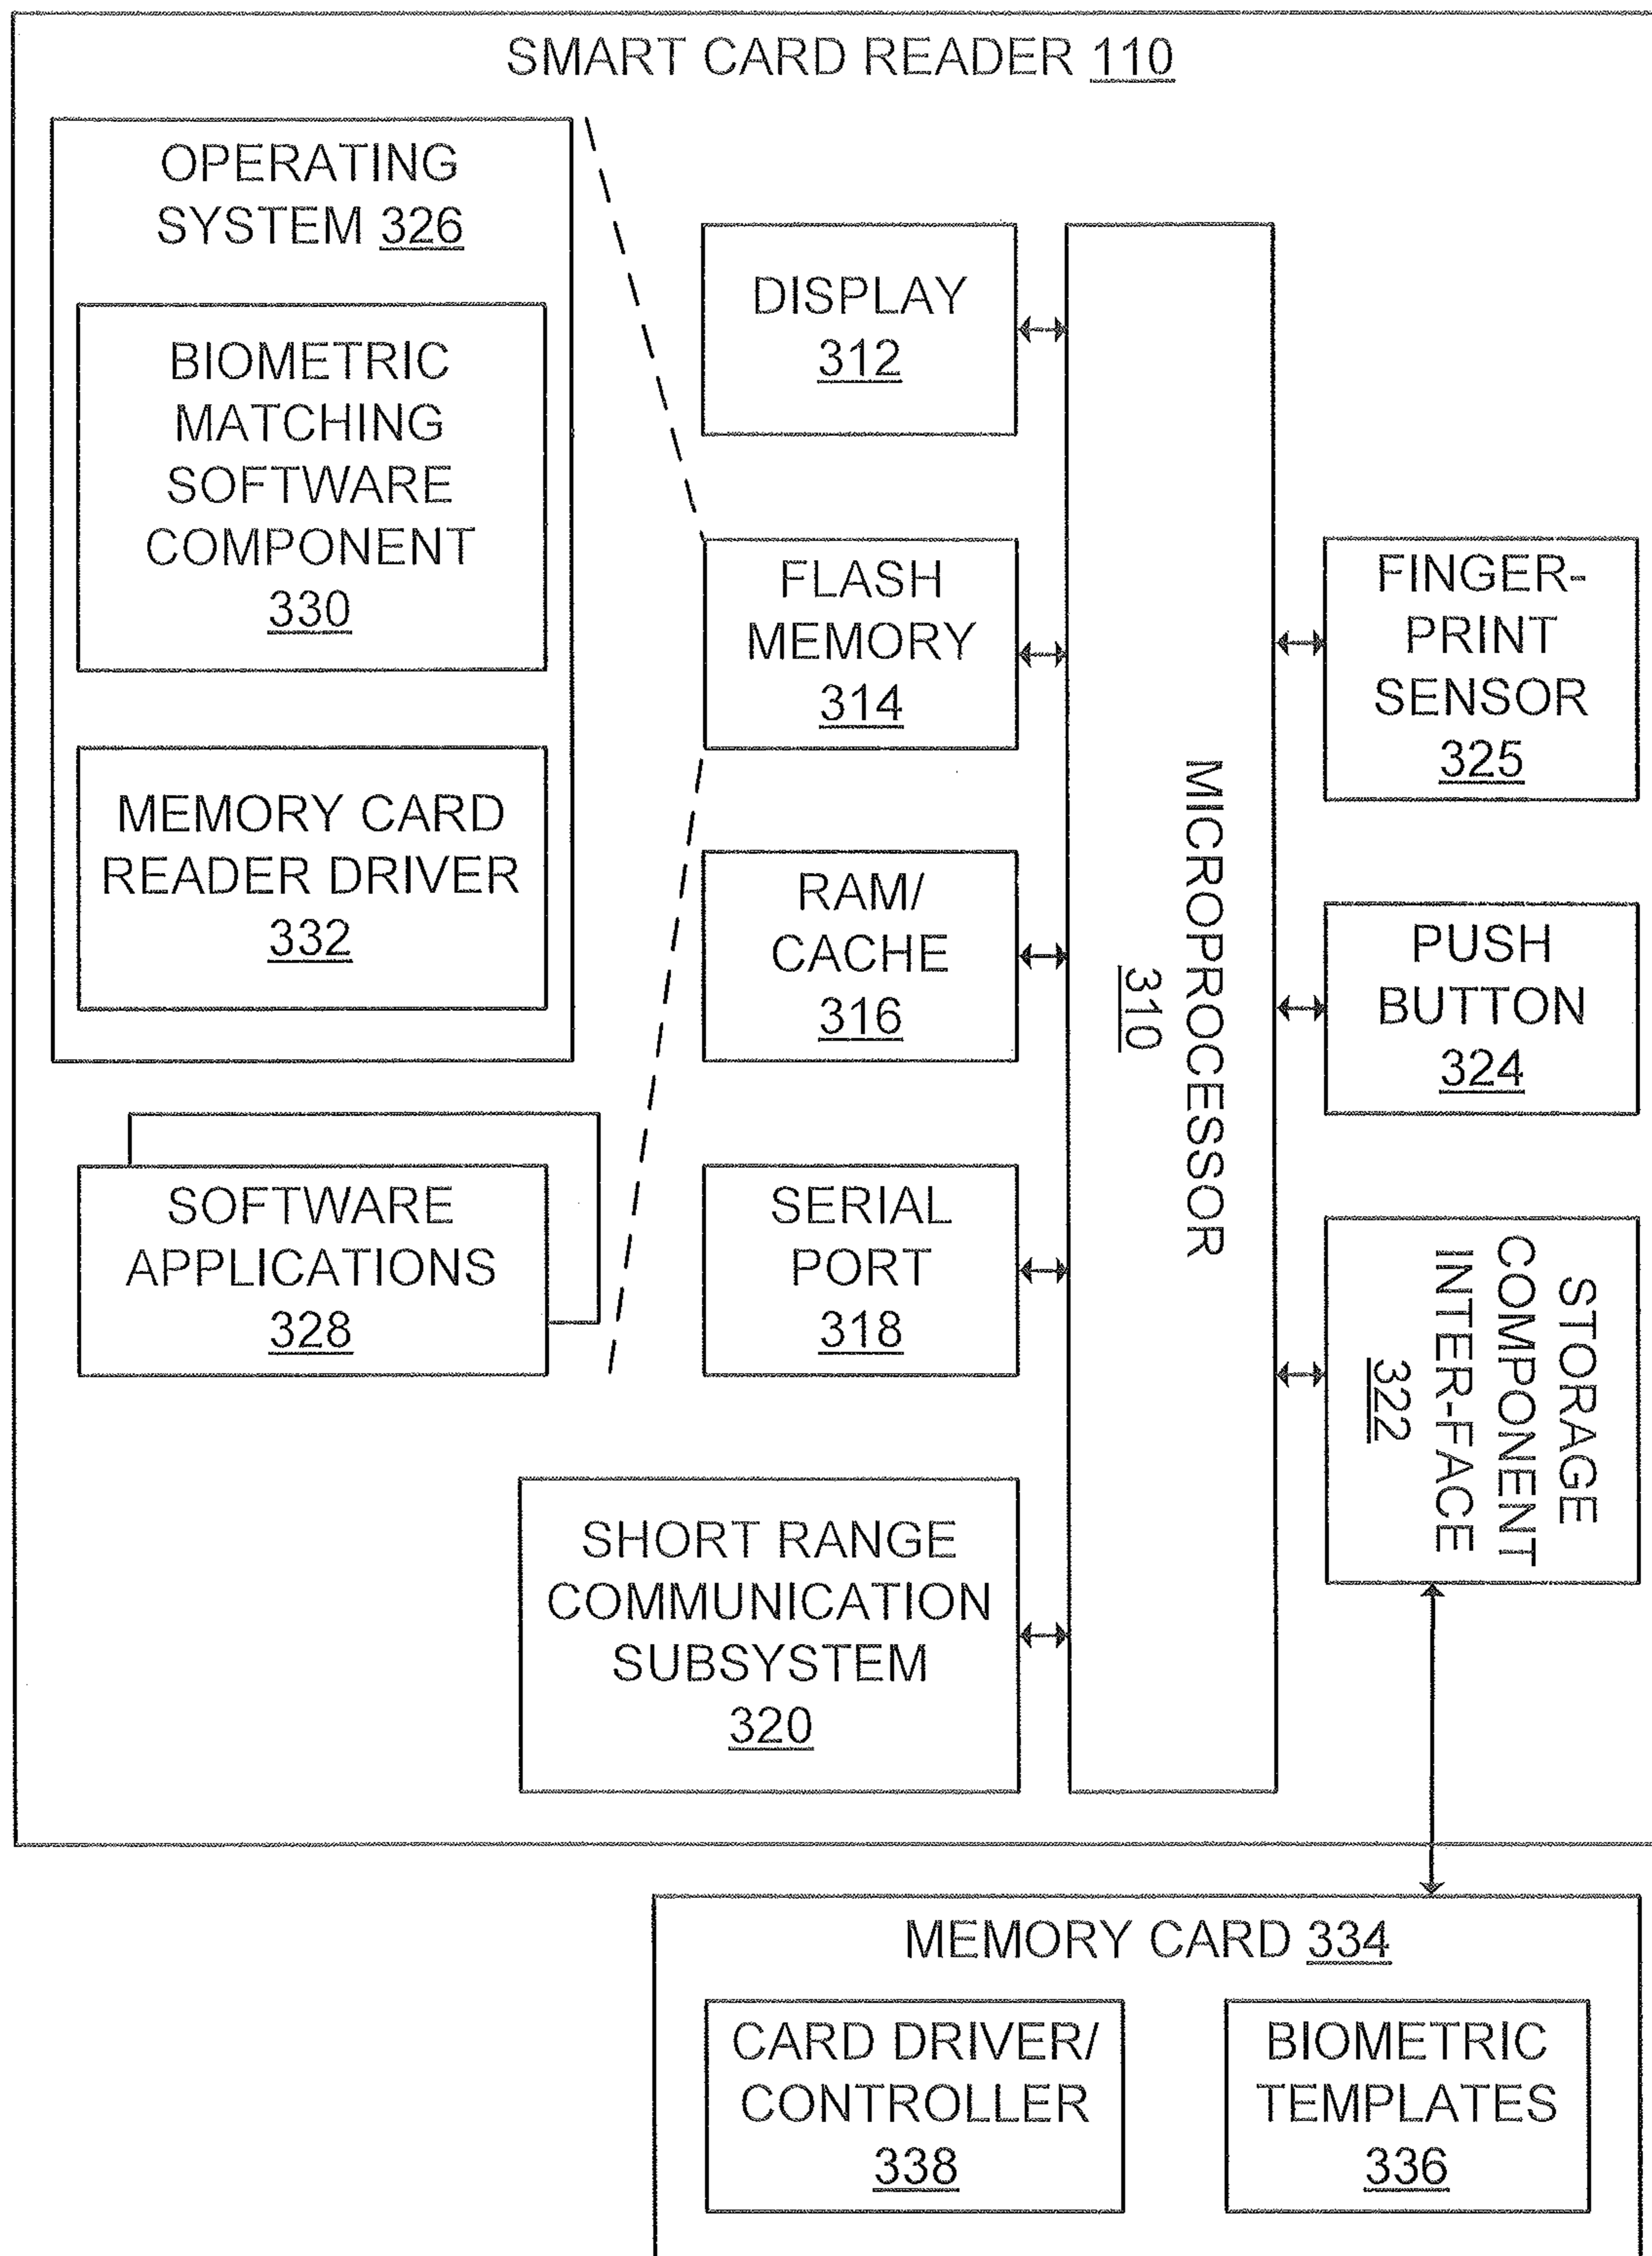 SMART CARD READER 110
OPERATING
SYSTEM 326
BIOMETRIC
MATCHING
SOFTWARE
COMPONENT
330
MEMORY CARD
READER DRIVER
332
SOFTWARE
APPLICATIONS
328
DISPLAY
312
FLASH
MEMORY
314
RAM/
CACHE
316
SERIAL
PORT
318
SHORT RANGE
COMMUNICATION
SUBSYSTEM
320
MICROPROCESSOR
310
FINGER-
PRINT
SENSOR
325
PUSH
BUTTON
324
STORAGE
COMPONENT
INTER-FACE
322
MEMORY CARD 334
CARD DRIVER/
CONTROLLER
338
BIOMETRIC
TEMPLATES
336